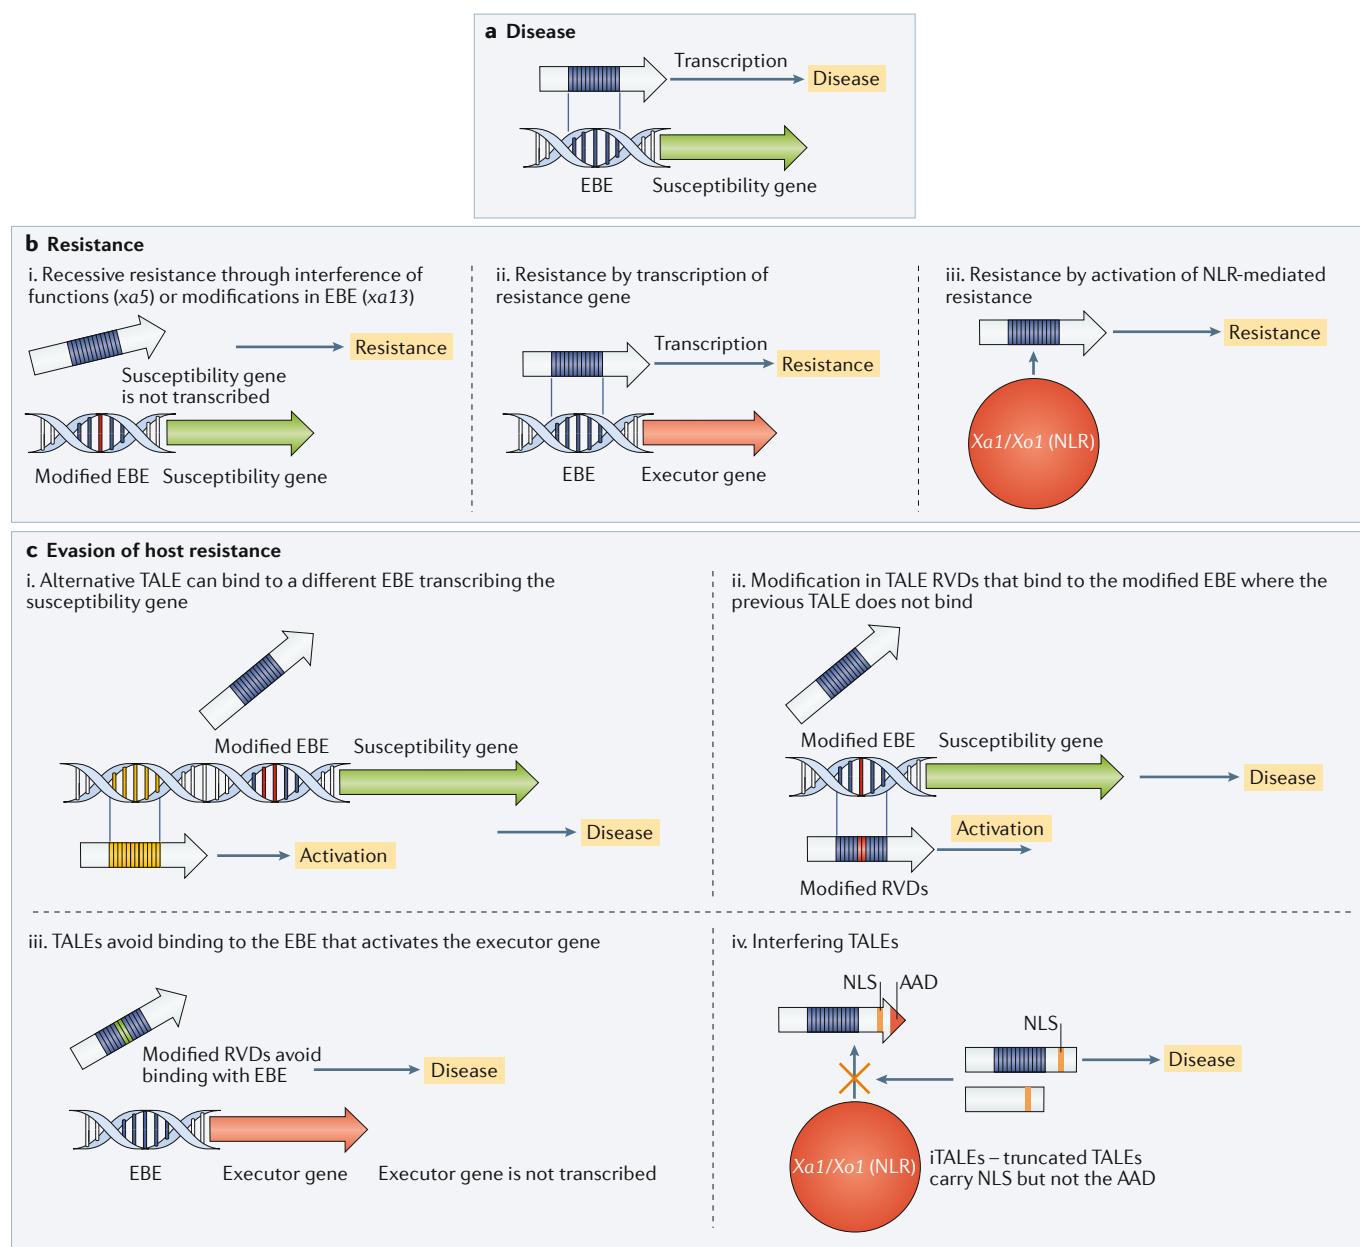 a Disease
Transcription
Disease
EBE
Susceptibility gene
b Resistance
i. Recessive resistance through interference of
functions (xa5) or modifications in EBE (xa13)
Resistance
Susceptibility gene
is not transcribed
Modified EBE
Susceptibility gene
ii. Resistance by transcription of
resistance gene
Transcription
Resistance
EBE
Executor gene
iii. Resistance by activation of NLR-mediated
resistance
Resistance
Xa1/Xo1 (NLR)
c Evasion of host resistance
i. Alternative TALE can bind to a different EBE transcribing the
susceptibility gene
Modified EBE
Susceptibility gene
Disease
Activation
ii. Modification in TALE RVDs that bind to the modified EBE where the
previous TALE does not bind
Modified EBE
Susceptibility gene
Disease
Activation
Modified RVDs
iii. TALEs avoid binding to the EBE that activates the executor gene
Modified RVDs avoid
binding with EBE
Disease
EBE
Executor gene
Executor gene is not transcribed
iv. Interfering TALEs
NLS
AAD
NLS
Disease
Xa1/Xo1 (NLR)
iTALEs – truncated TALEs
carry NLS but not the AAD